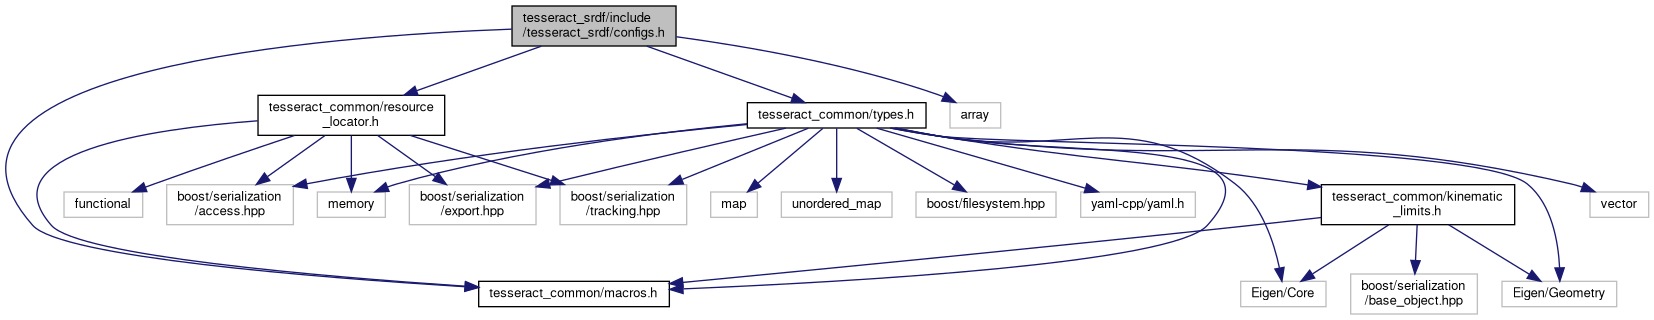 tesseract_srdf/include
/tesseract_srdf/configs.h
tesseract_common/resource
_locator.h
tesseract_common/types.h
array
functional
boost/serialization
/access.hpp
memory
boost/serialization
/export.hpp
boost/serialization
/tracking.hpp
map
unordered_map
boost/filesystem.hpp
yaml-cpp/yaml.h
tesseract_common/kinematic
_limits.h
vector
tesseract_common/macros.h
Eigen/Core
boost/serialization
/base_object.hpp
Eigen/Geometry